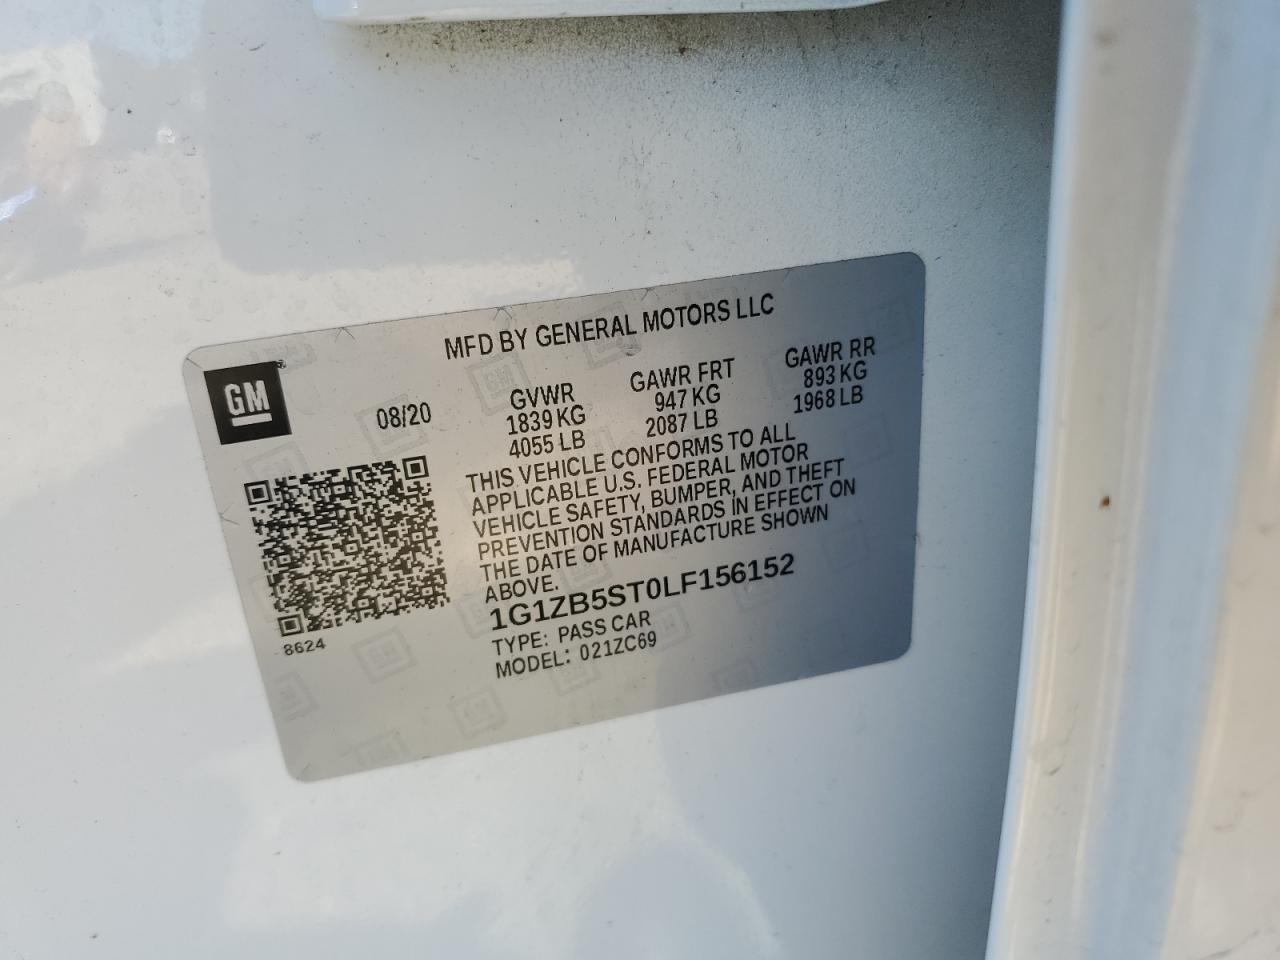 MFD BY GENERAL MOTORS LLC
GM
08/20
GVWR
1839 KG
4055 LB
GAWR FRT
947 KG
2087 LB
GAWR RR
893 KG
1968 LB
THIS VEHICLE CONFORMS TO ALL
APPLICABLE U.S. FEDERAL MOTOR
VEHICLE SAFETY, BUMPER, AND THEFT
PREVENTION STANDARDS IN EFFECT ON
THE DATE OF MANUFACTURE SHOWN
ABOVE.
1G1ZB5ST0LF156152
TYPE: PASS CAR
MODEL: 021ZC69
8624